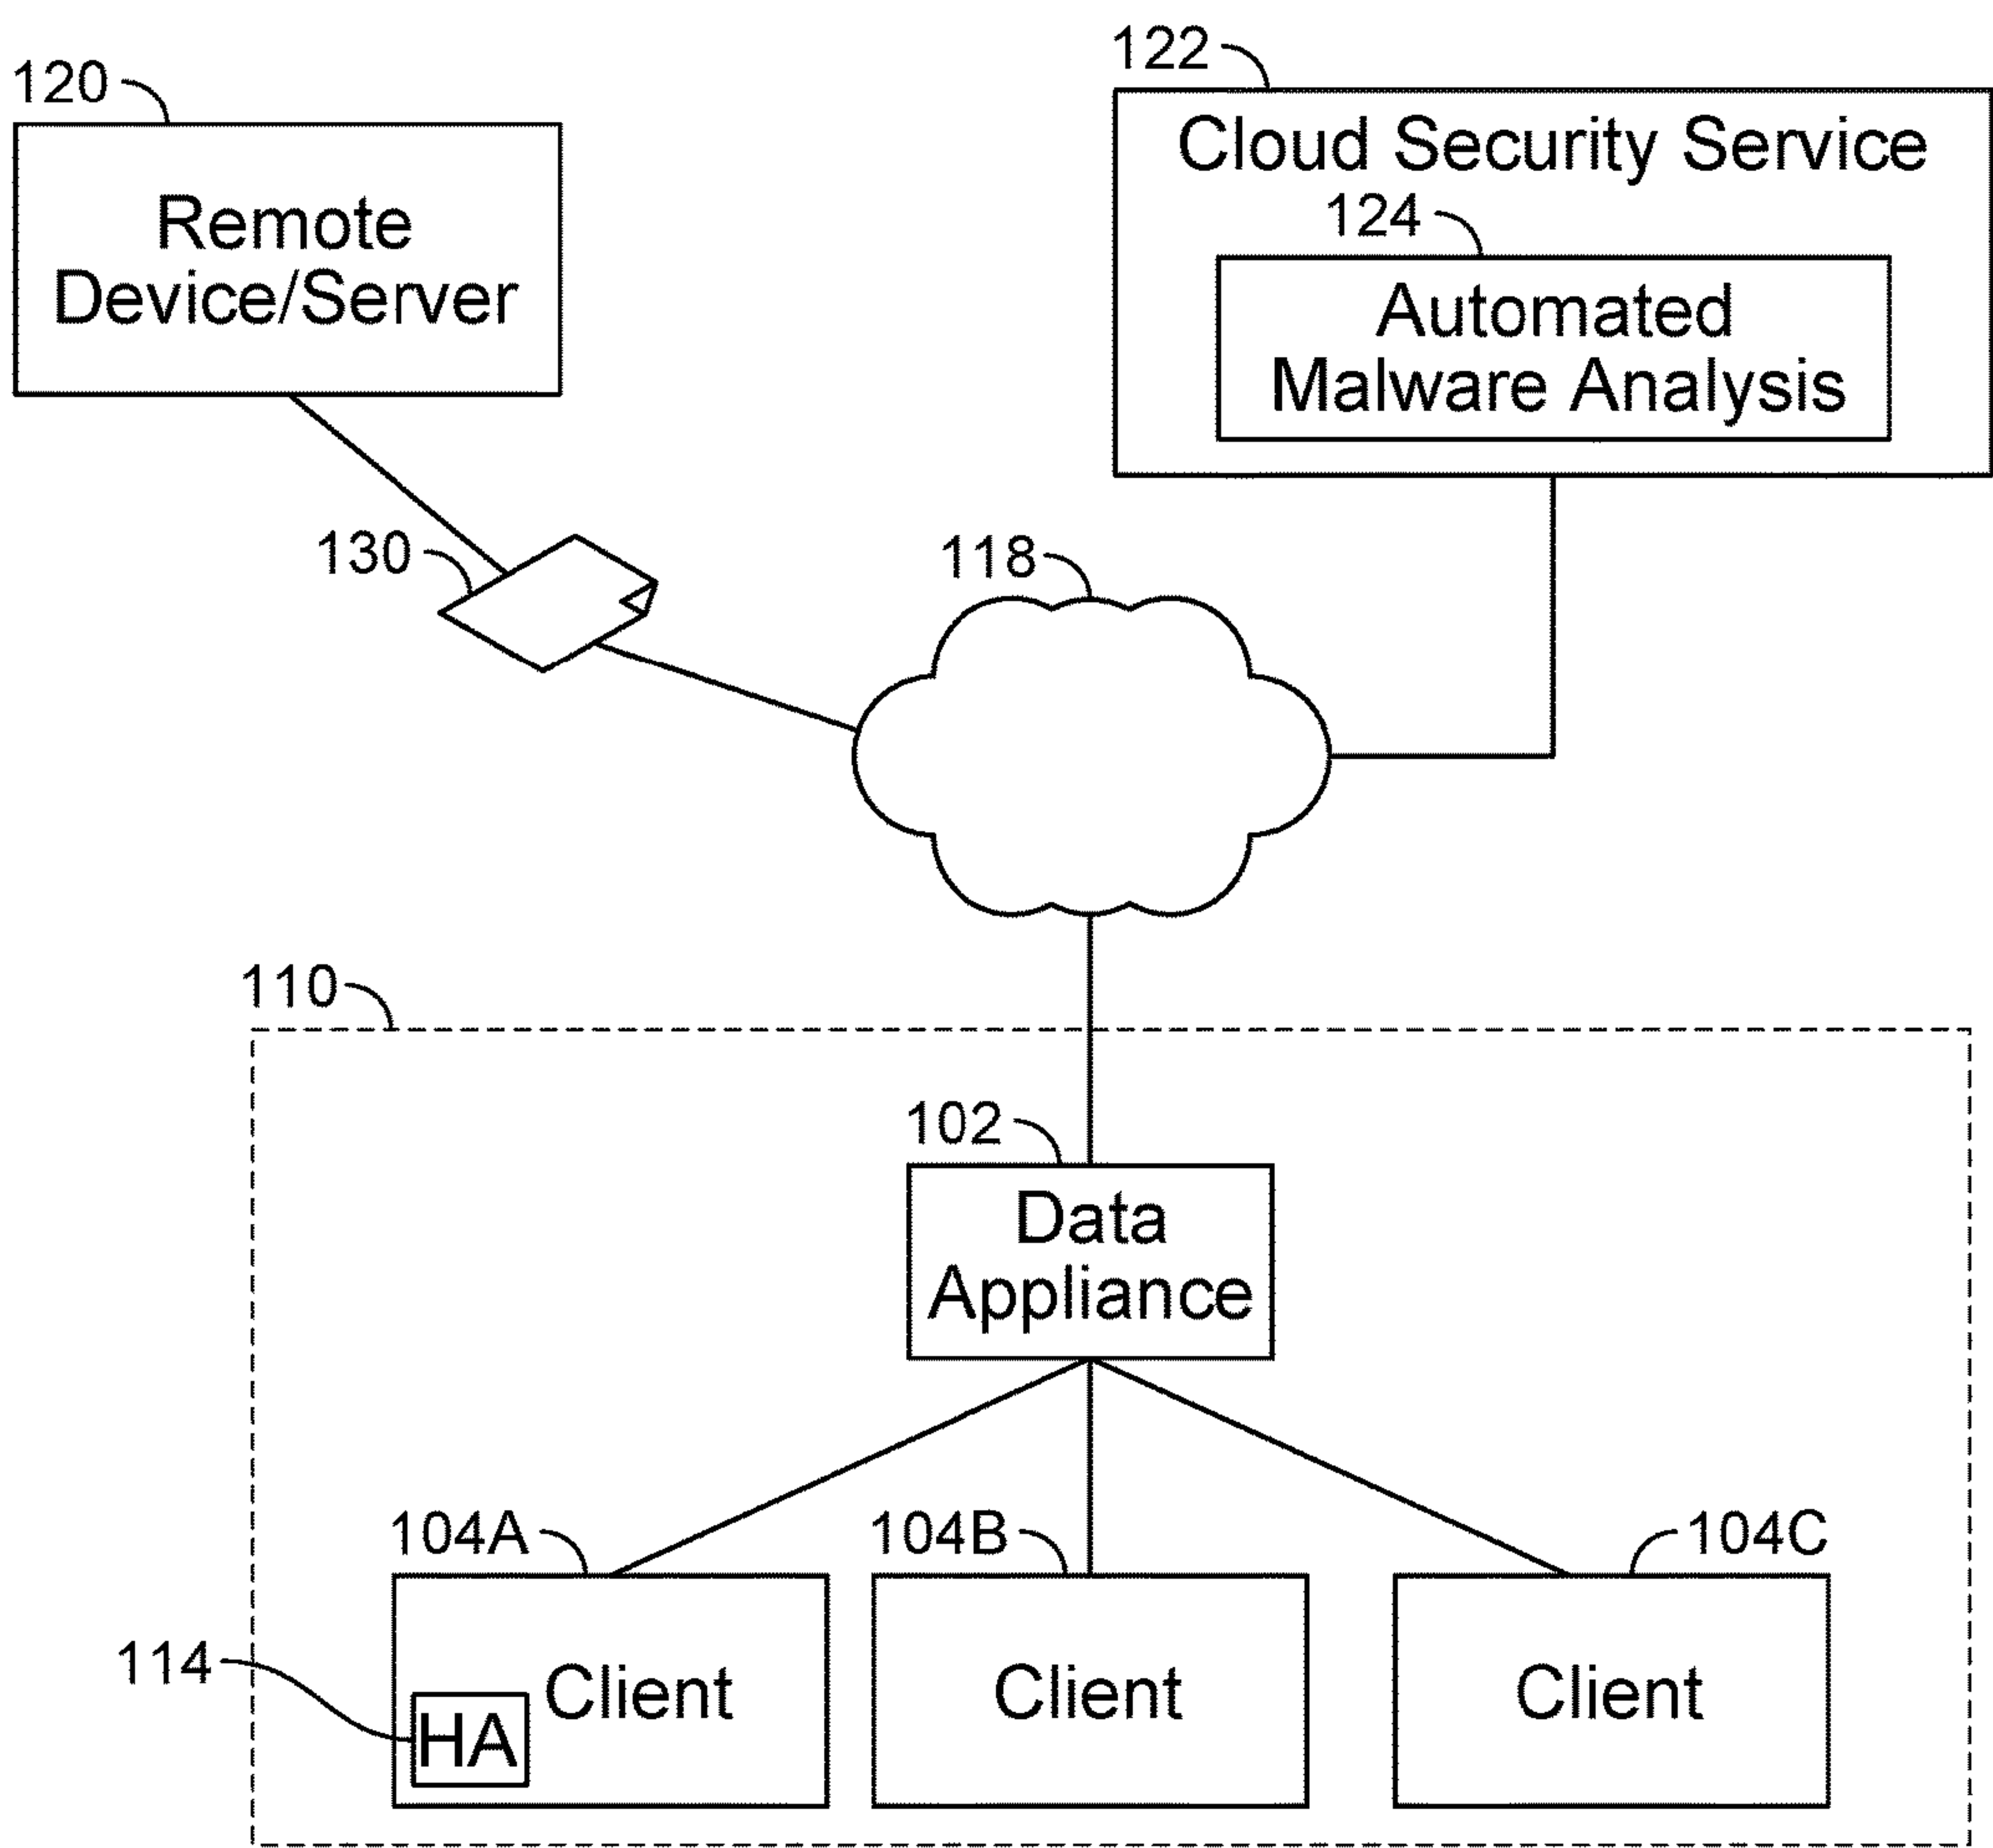 120
Remote
Device/Server
122
Cloud Security Service
124
Automated
Malware Analysis
130
118
110
102
Data
Appliance
104A
Client
114
HA
104B
Client
104C
Client